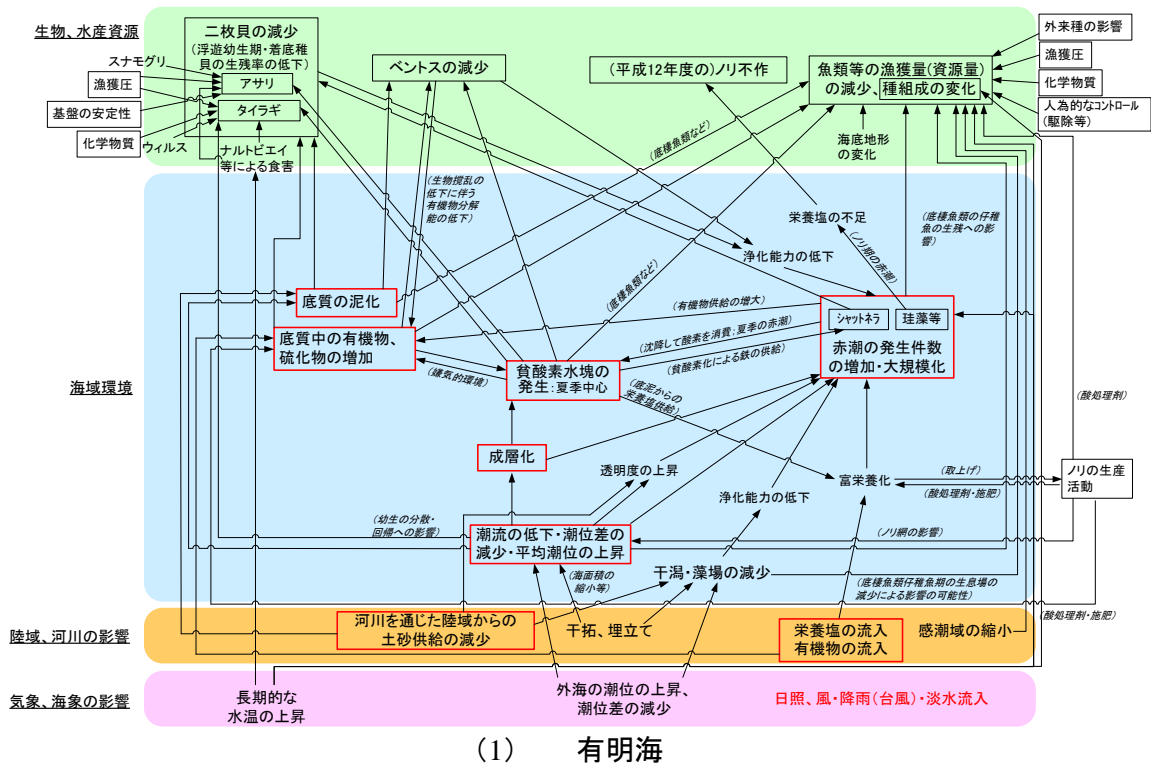 生物、水産資源
二枚貝の減少
(浮遊幼生期・着底稚
貝の生残率の低下)
スナモグリ
アサリ
漁獲圧
タイラギ
基盤の安定性
化学物質
ウィルス
ナルトビエイ
等による食害
ベントスの減少
(平成12年度の)ノリ不作
魚類等の漁獲量(資源量)
の減少、種組成の変化
外来種の影響
漁獲圧
化学物質
人為的なコントロール
(駆除等)
海底地形
の変化
(底棲魚類など)
海域環境
(生物撹乱の
低下に伴う
有機物分解
能の低下)
栄養塩の不足
(ノリ期の赤潮)
(底棲魚類の仔稚
魚の生残への影
響)
浄化能力の低下
底質の泥化
(底棲魚類など)
(有機物供給の増大)
シャットネラ
珪藻等
赤潮の発生件数
の増加・大規模化
底質中の有機物、
硫化物の増加
(沈降して酸素を消費:夏季の赤潮)
(貧酸素化による鉄の供給)
(嫌気的環境)
貧酸素水塊の
発生:夏季中心
(底泥からの
栄養塩供給)
(酸処理剤)
成層化
透明度の上昇
浄化能力の低下
富栄養化
(取上げ)
(酸処理剤・施肥)
ノリの生産
活動
(幼生の分散・
回帰への影響)
潮流の低下・潮位差の
減少・平均潮位の上昇
(ノリ網の影響)
(海面積の
縮小等)
干潟・藻場の減少
(底棲魚類仔稚魚期の生息場の
減少による影響の可能性)
(酸処理剤・施肥)
陸域、河川の影響
河川を通じた陸域からの
土砂供給の減少
干拓、埋立て
栄養塩の流入
有機物の流入
感潮域の縮小
気象、海象の影響
長期的な
水温の上昇
外海の潮位の上昇、
潮位差の減少
日照、風・降雨(台風)・淡水流入
(1) 有明海